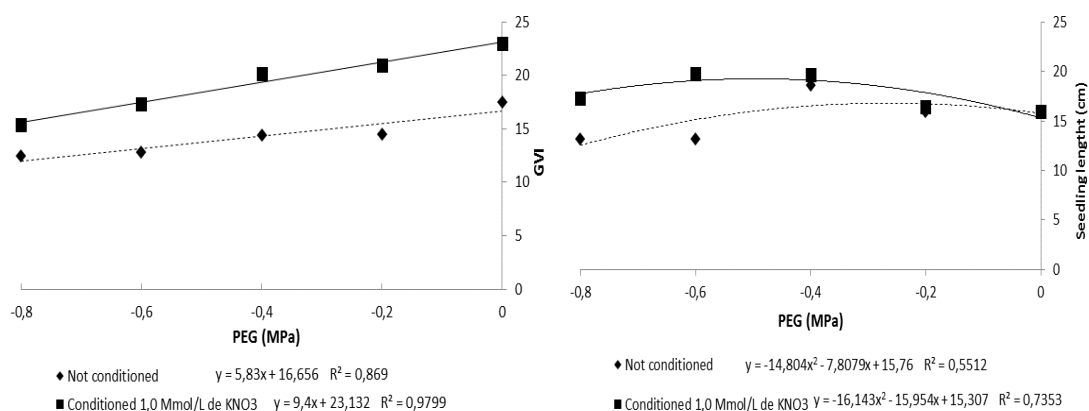 25
20
15
10
5
0
GVI
-0,8 -0,6 -0,4 -0,2 0
PEG (MPa)
Not conditioned y = 5,83x + 16,656 R² = 0,869
Conditioned 1,0 Mmol/L de KNO3 y = 9,4x + 23,132 R² = 0,9799
25
20
15
10
5
0
Seedling lenght (cm)
-0,8 -0,6 -0,4 -0,2 0
PEG (MPa)
Not conditioned y = -14,804x² - 7,8079x + 15,76 R² = 0,5512
Conditioned 1,0 Mmol/L de KNO3 y = -16,143x² - 15,954x + 15,307 R² = 0,7353